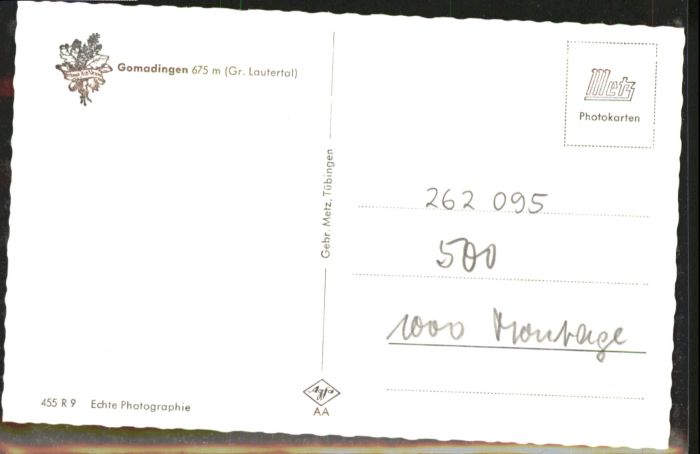 Gomadingen 675 m (Gr. Lautertal)
Metz
Photokarten
Gebr. Metz, Tübingen
262 095
500
1000 Montage
455 R 9 Echte Photographie
Agfa
AA